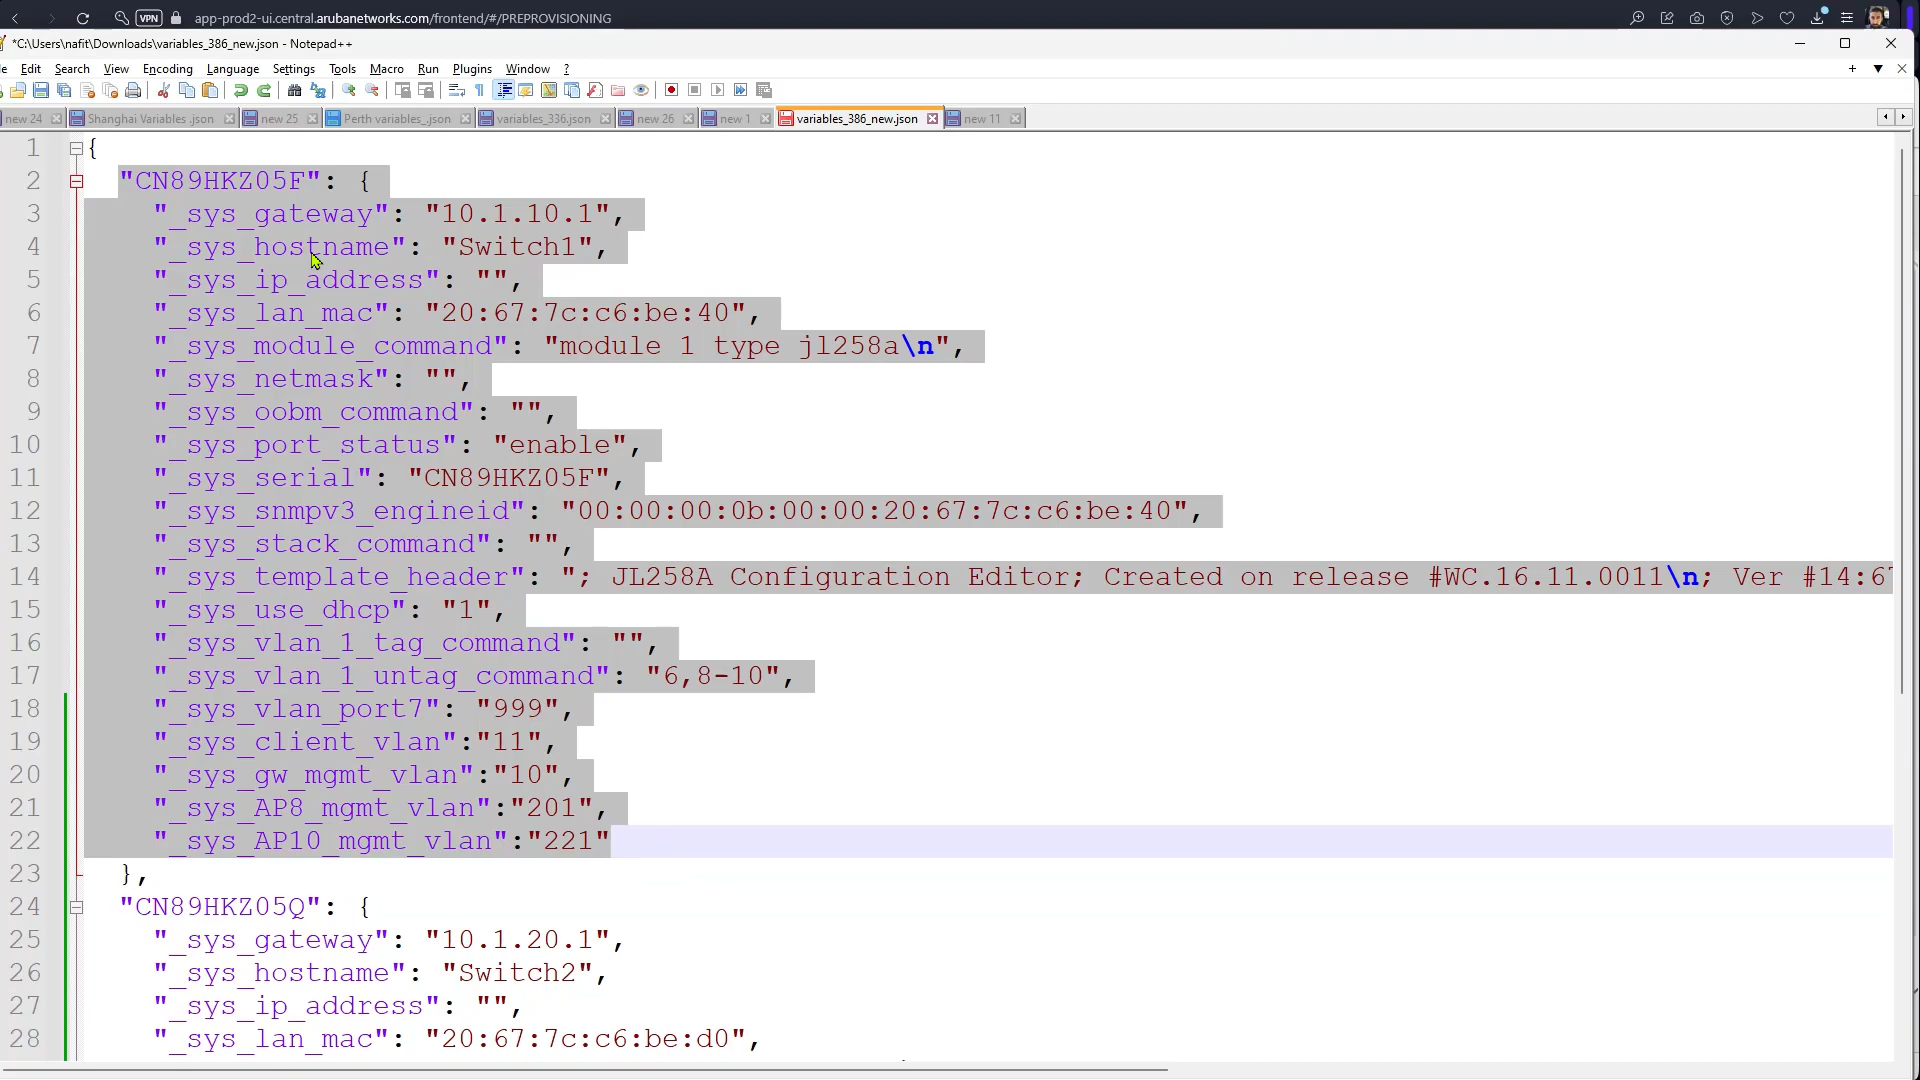 VPN app-prod2-ui.central.arubanetworks.com/frontend/#/PREPROVISIONING
*C:\Users\nafit\Downloads\variables_386_new.json - Notepad++
Edit Search View Encoding Language Settings Tools Macro Run Plugins Window ?
new 24 Shanghai Variables .json new 25 Perth variables_.json variables_336.json new 26 new 1 variables_386_new.json new 11
1 {
2 "CN89HKZ05F": {
3 "_sys_gateway": "10.1.10.1",
4 "_sys_hostname": "Switch1",
5 "_sys_ip_address": "",
6 "_sys_lan_mac": "20:67:7c:c6:be:40",
7 "_sys_module_command": "module 1 type jl258a\n",
8 "_sys_netmask": "",
9 "_sys_oobm_command": "",
10 "_sys_port_status": "enable",
11 "_sys_serial": "CN89HKZ05F",
12 "_sys_snmpv3_engineid": "00:00:00:0b:00:00:20:67:7c:c6:be:40",
13 "_sys_stack_command": "",
14 "_sys_template_header": "; JL258A Configuration Editor; Created on release #WC.16.11.0011\n; Ver #14:67
15 "_sys_use_dhcp": "1",
16 "_sys_vlan_1_tag_command": "",
17 "_sys_vlan_1_untag_command": "6,8-10",
18 "_sys_vlan_port7": "999",
19 "_sys_client_vlan":"11",
20 "_sys_gw_mgmt_vlan":"10",
21 "_sys_AP8_mgmt_vlan":"201",
22 "_sys_AP10_mgmt_vlan":"221"
23 },
24 "CN89HKZ05Q": {
25 "_sys_gateway": "10.1.20.1",
26 "_sys_hostname": "Switch2",
27 "_sys_ip_address": "",
28 "_sys_lan_mac": "20:67:7c:c6:be:d0",